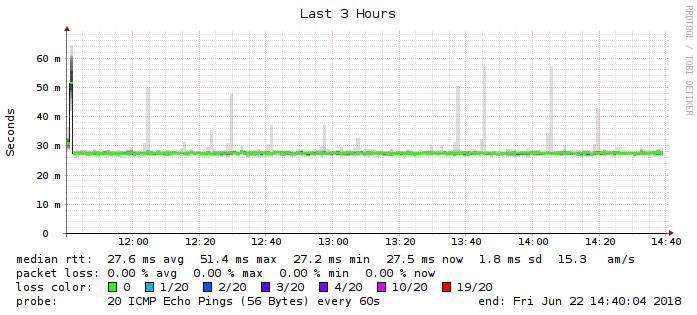 Last 3 Hours
RRDTOOL / TOBI OETIKER
Seconds
60 m
50 m
40 m
30 m
20 m
10 m
0
12:00 12:20 12:40 13:00 13:20 13:40 14:00 14:20 14:40
median rtt: 27.6 ms avg 51.4 ms max 27.2 ms min 27.5 ms now 1.8 ms sd 15.3 am/s
packet loss: 0.00 % avg 0.00 % max 0.00 % min 0.00 % now
loss color: 0 1/20 2/20 3/20 4/20 10/20 19/20
probe: 20 ICMP Echo Pings (56 Bytes) every 60s end: Fri Jun 22 14:40:04 2018